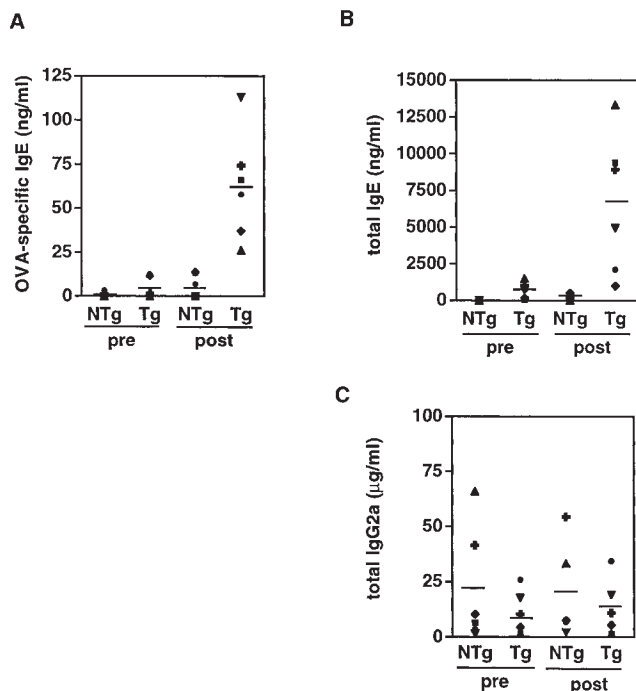 A
OVA-specific IgE (ng/ml)
125
100
75
50
25
0
NTg Tg NTg Tg
pre post
B
total IgE (ng/ml)
15000
12500
10000
7500
5000
2500
0
NTg Tg NTg Tg
pre post
C
total IgG2a (μg/ml)
100
75
50
25
0
NTg Tg NTg Tg
pre post